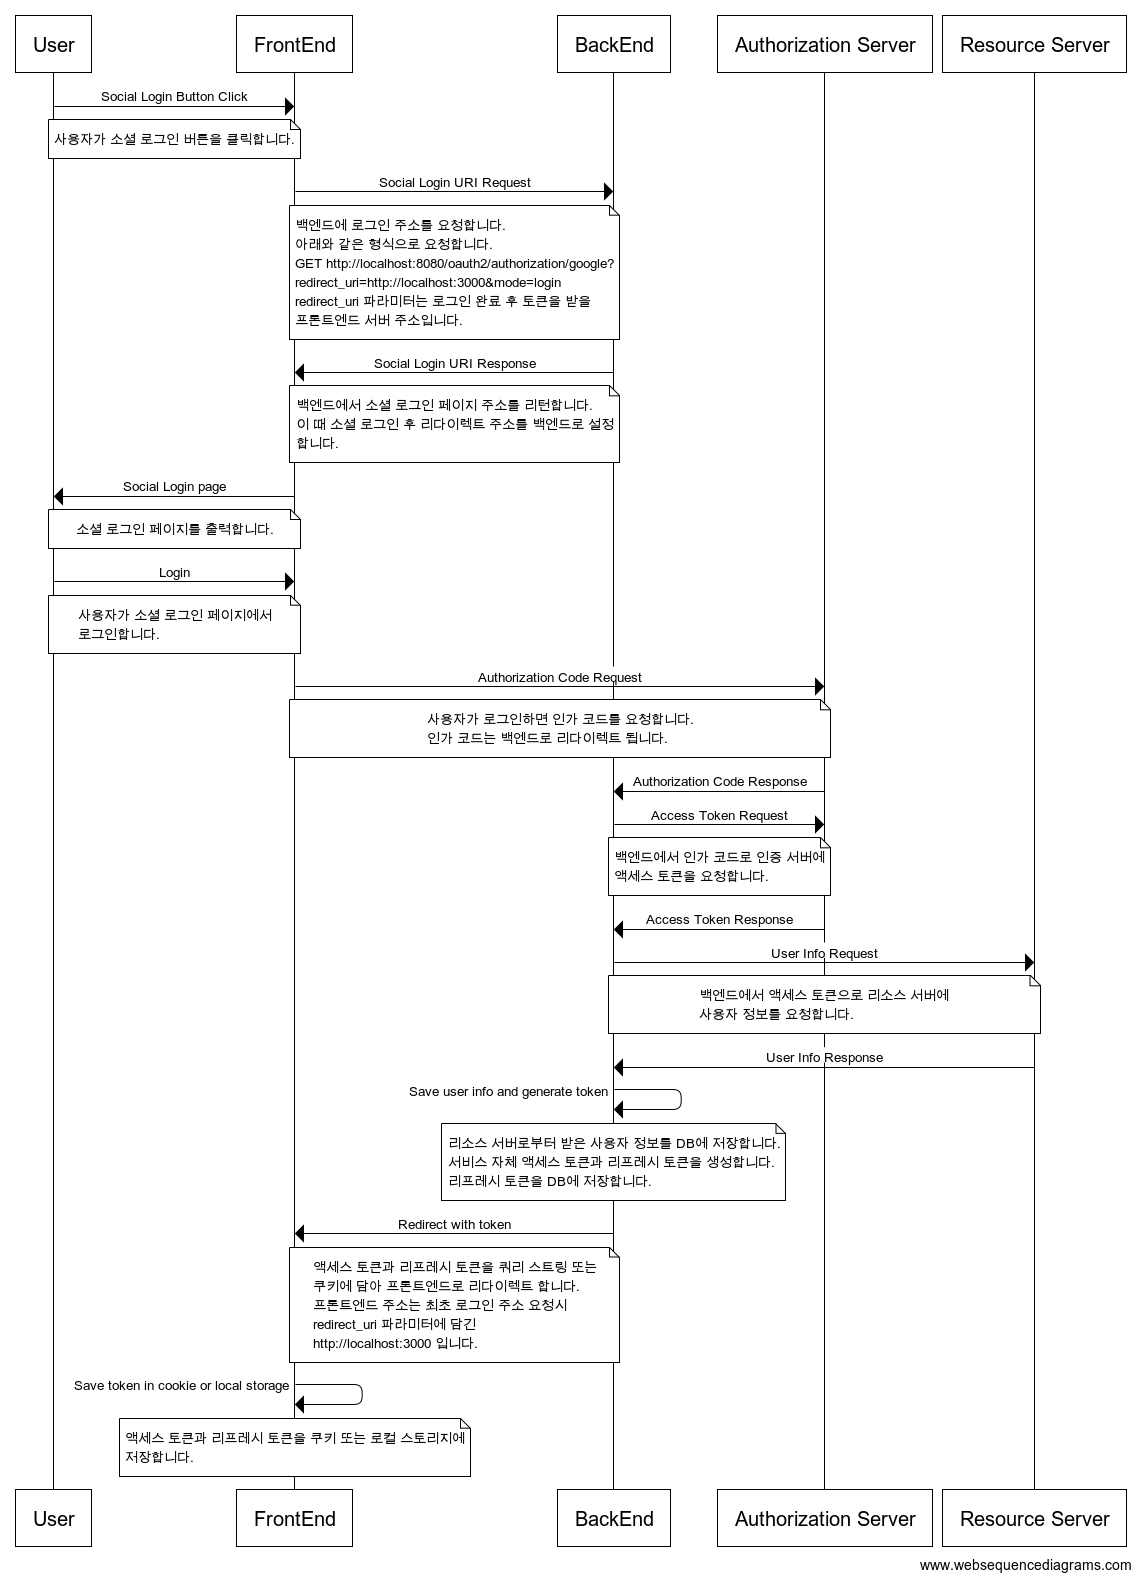 User
FrontEnd
BackEnd
Authorization Server
Resource Server
Social Login Button Click
사용자가 소셜 로그인 버튼을 클릭합니다.
Social Login URI Request
백엔드에 로그인 주소를 요청합니다.
아래와 같은 형식으로 요청합니다.
GET http://localhost:8080/oauth2/authorization/google?
redirect_uri=http://localhost:3000&mode=login
redirect_uri 파라미터는 로그인 완료 후 토큰을 받을
프론트엔드 서버 주소입니다.
Social Login URI Response
백엔드에서 소셜 로그인 페이지 주소를 리턴합니다.
이 때 소셜 로그인 후 리다이렉트 주소를 백엔드로 설정
합니다.
Social Login page
소셜 로그인 페이지를 출력합니다.
Login
사용자가 소셜 로그인 페이지에서
로그인합니다.
Authorization Code Request
사용자가 로그인하면 인가 코드를 요청합니다.
인가 코드는 백엔드로 리다이렉트 됩니다.
Authorization Code Response
Access Token Request
백엔드에서 인가 코드로 인증 서버에
액세스 토큰을 요청합니다.
Access Token Response
User Info Request
백엔드에서 액세스 토큰으로 리소스 서버에
사용자 정보를 요청합니다.
User Info Response
Save user info and generate token
리소스 서버로부터 받은 사용자 정보를 DB에 저장합니다.
서비스 자체 액세스 토큰과 리프레시 토큰을 생성합니다.
리프레시 토큰을 DB에 저장합니다.
Redirect with token
액세스 토큰과 리프레시 토큰을 쿼리 스트링 또는
쿠키에 담아 프론트엔드로 리다이렉트 합니다.
프론트엔드 주소는 최초 로그인 주소 요청시
redirect_uri 파라미터에 담긴
http://localhost:3000 입니다.
Save token in cookie or local storage
액세스 토큰과 리프레시 토큰을 쿠키 또는 로컬 스토리지에
저장합니다.
User
FrontEnd
BackEnd
Authorization Server
Resource Server
www.websequencediagrams.com